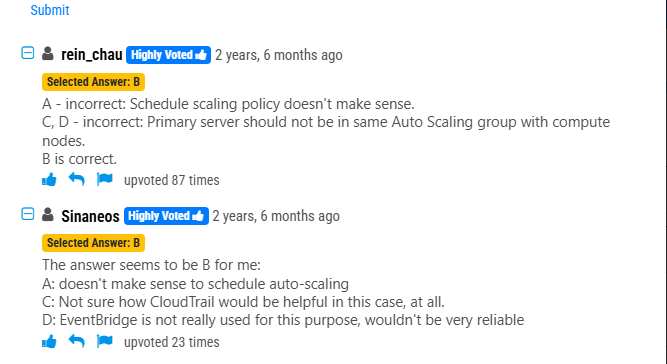 Submit
rein_chau Highly Voted 2 years, 6 months ago
Selected Answer: B
A - incorrect: Schedule scaling policy doesn't make sense.
C, D - incorrect: Primary server should not be in same Auto Scaling group with compute
nodes.
B is correct.
upvoted 87 times
Sinaneos Highly Voted 2 years, 6 months ago
Selected Answer: B
The answer seems to be B for me:
A: doesn't make sense to schedule auto-scaling
C: Not sure how CloudTrail would be helpful in this case, at all.
D: EventBridge is not really used for this purpose, wouldn't be very reliable
upvoted 23 times